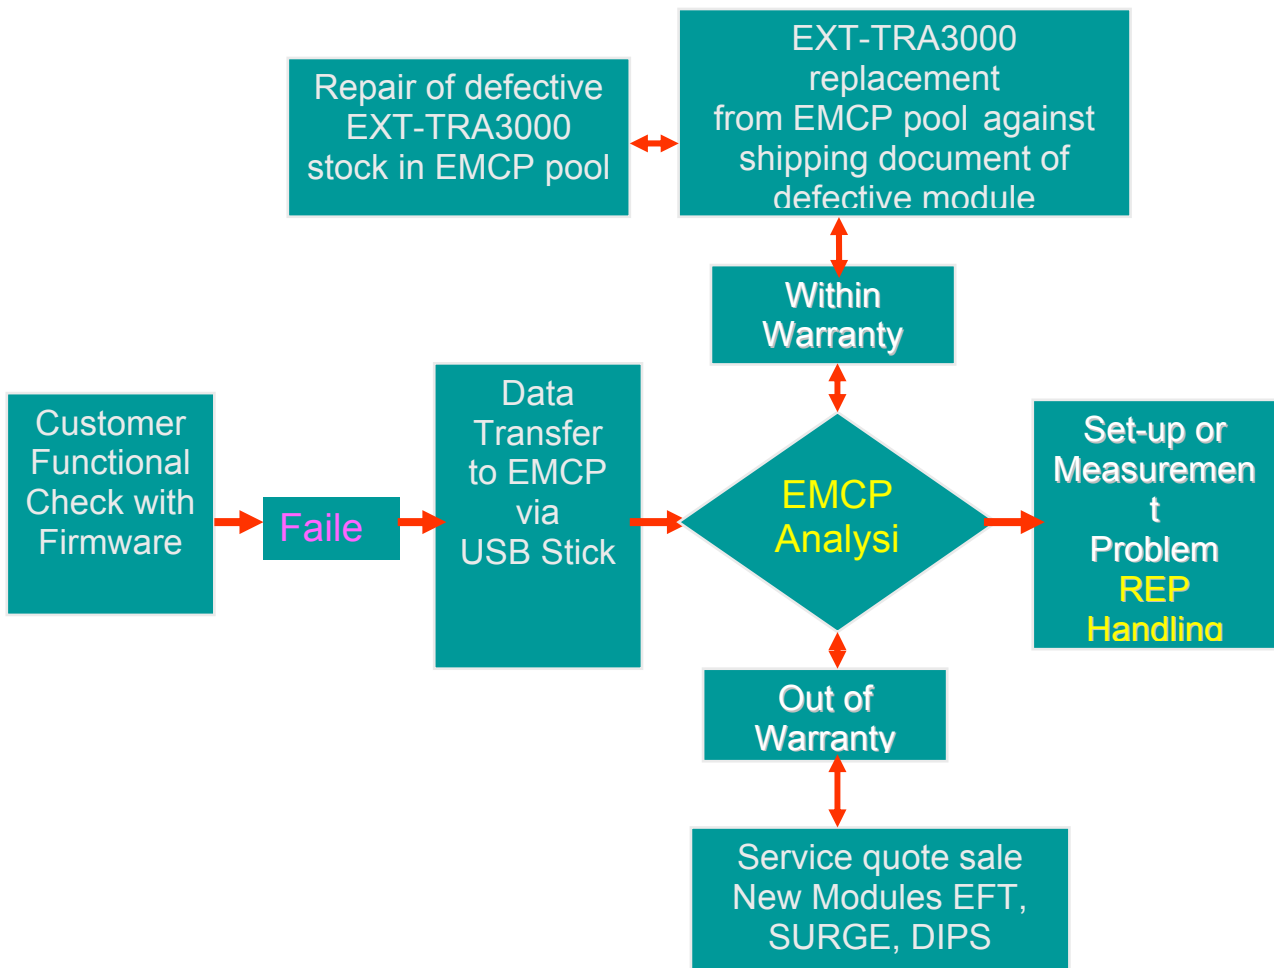 EXT-TRA3000
replacement
from EMCP pool against
shipping document of
defective module
Repair of defective
EXT-TRA3000
stock in EMCP pool
Within
Warranty
Customer
Functional
Check with
Firmware
Faile
Data
Transfer
to EMCP
via
USB Stick
EMCP
Analysi
Set-up or
Measuremen
t
Problem
REP
Handling
Out of
Warranty
Service quote sale
New Modules EFT,
SURGE, DIPS